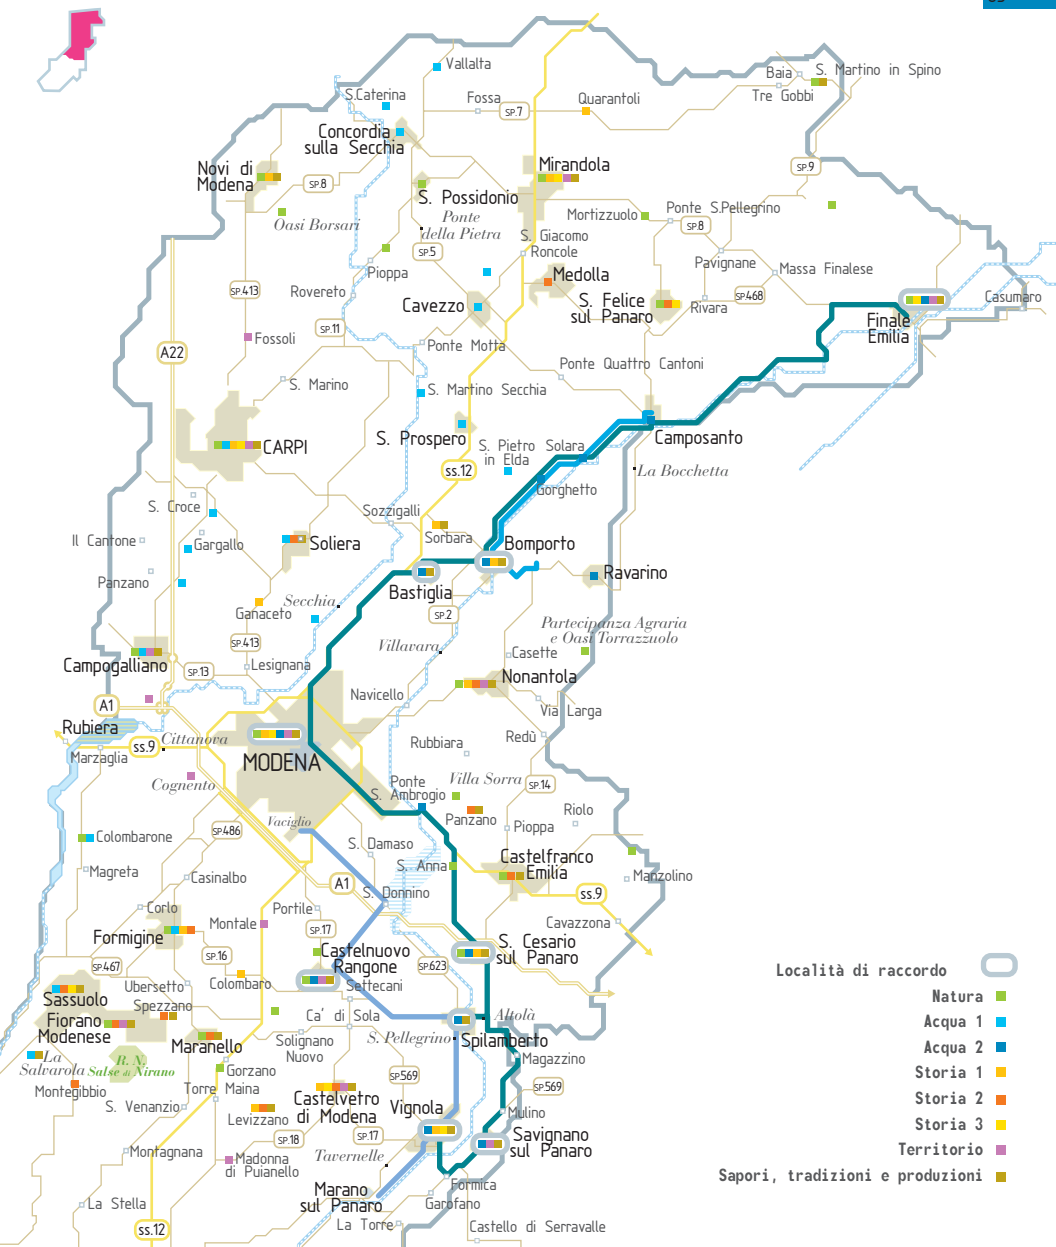 Vallalta
Baia
S. Martino in Spino
S.Caterina
Fossa
SP.7
Quarantoli
Tre Gobbi
Concordia
sulla Secchia
Novi di
Modena
SP.8
Mirandola
SP.9
S. Possidonio
Oasi Borsari
Ponte
della Pietra
Mortizzuolo
Ponte S.Pellegrino
SP.8
S. Giacomo
Roncole
SP.5
Pioppa
Pavignane
Massa Finalese
Medolla
Rovereto
SP.413
Cavezzo
S. Felice
sul Panaro
Rivara
SP.468
Casumaro
Finale
Emilia
SP.11
Fossoli
A22
Ponte Motta
Ponte Quattro Cantoni
S. Marino
S. Martino Secchia
CARPI
S. Prospero
S. Pietro
in Elda
Solara
Camposanto
SS.12
La Bocchetta
Gorghetto
S. Croce
Sozzigalli
Sorbara
Il Cantone
Gargallo
Soliera
Bomporto
Panzano
Bastiglia
Ravarino
Secchia
Ganaceto
SP.2
Partecipanza Agraria
e Oasi Torrazzuolo
SP.413
Villavara
Campogalliano
SP.13
Lesignana
Casette
Nonantola
A1
Navicello
Via Larga
Rubiera
ss.9
Cittanova
Marzaglia
MODENA
Rubbiara
Redù
Cognento
Ponte
S. Ambrogio
Villa Sorra
SP.14
Panzano
Riolo
Vaciglio
SP.486
Pioppa
Colombarone
S. Damaso
Magreta
Casinalbo
S. Anna
Castelfranco
Emilia
Manzolino
A1
S. Donnino
ss.9
Corlo
Portile
Montale
Cavazzona
Formigine
SP.17
SP.16
Castelnuovo
Rangone
S. Cesario
sul Panaro
SP.467
SP.623
Località di raccordo
Colombaro
Settecani
Ubersetto
Spezzano
Sassuolo
Natura
Fiorano
Modenese
Ca' di Sola
Altolà
Acqua 1
Maranello
Solignano
Nuovo
S. Pellegrino
Spilamberto
Acqua 2
La
Salvarola
R. N.
Salse di Nirano
Gorzano
Magazzino
Storia 1
Montegibbio
Torre Maina
SP.569
SP.569
Storia 2
S. Venanzio
Levizzano
Castelvetro
di Modena
Vignola
Mulino
Storia 3
SP.18
SP.17
Savignano
sul Panaro
Territorio
Montagnana
Madonna
di Puianello
Tavernelle
Sapori, tradizioni e produzioni
Marano
sul Panaro
Formica
La Stella
Garofano
ss.12
La Torre
Castello di Serravalle